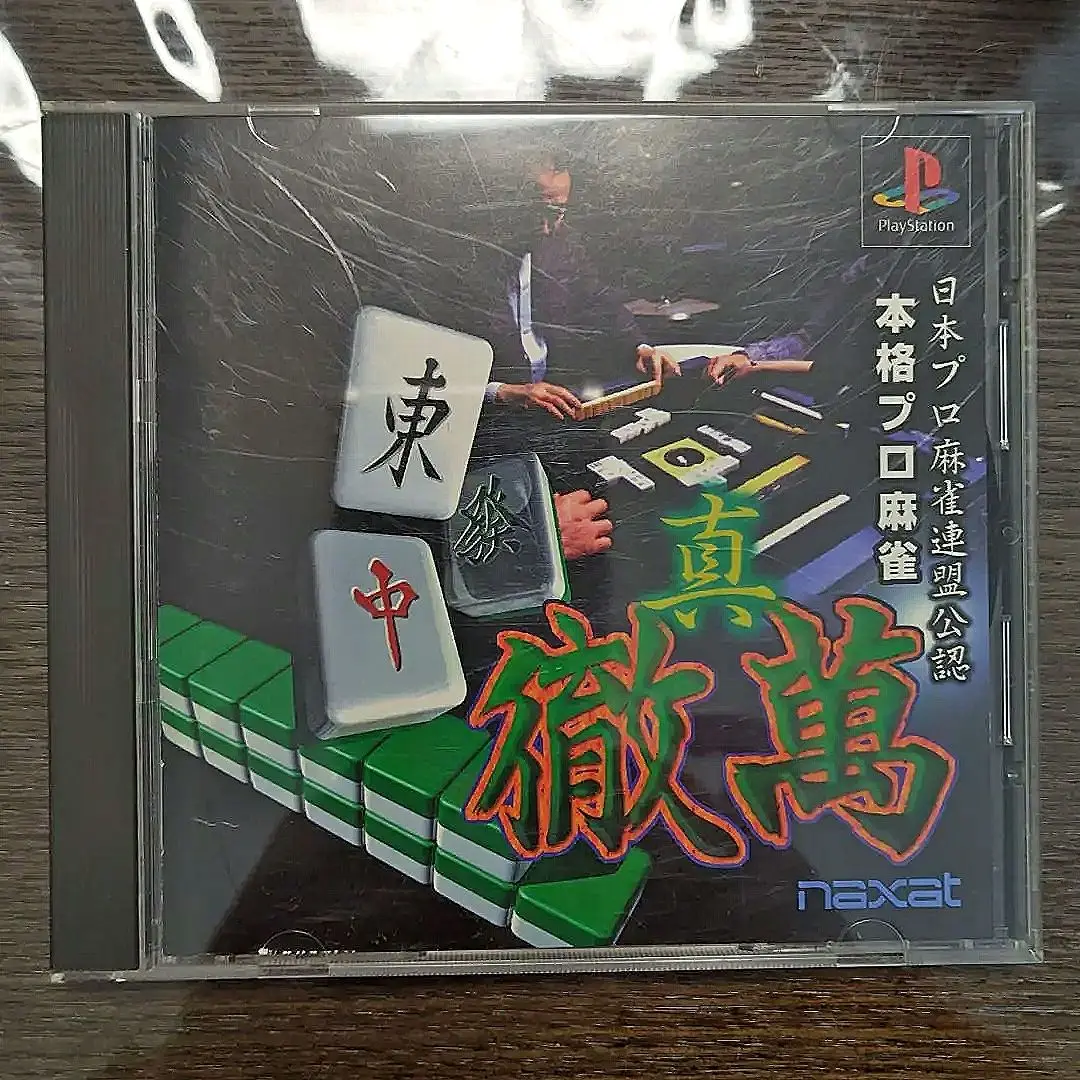 PlayStation
日本プロ麻雀連盟公認
本格プロ麻雀
東
發
中
真
徹萬
naxat